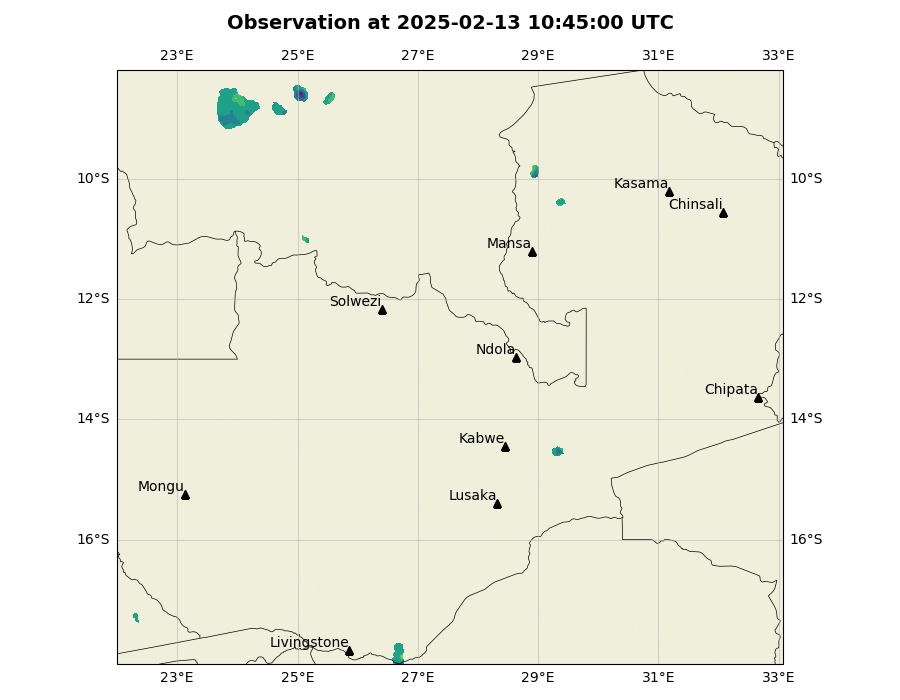 Observation at 2025-02-13 10:45:00 UTC
23°E 25°E 27°E 29°E 31°E 33°E
10°S 10°S
Kasama
Chinsali
Mansa
12°S 12°S
Solwezi
Ndola
Chipata
14°S 14°S
Kabwe
Mongu
Lusaka
16°S 16°S
Livingstone
23°E 25°E 27°E 29°E 31°E 33°E